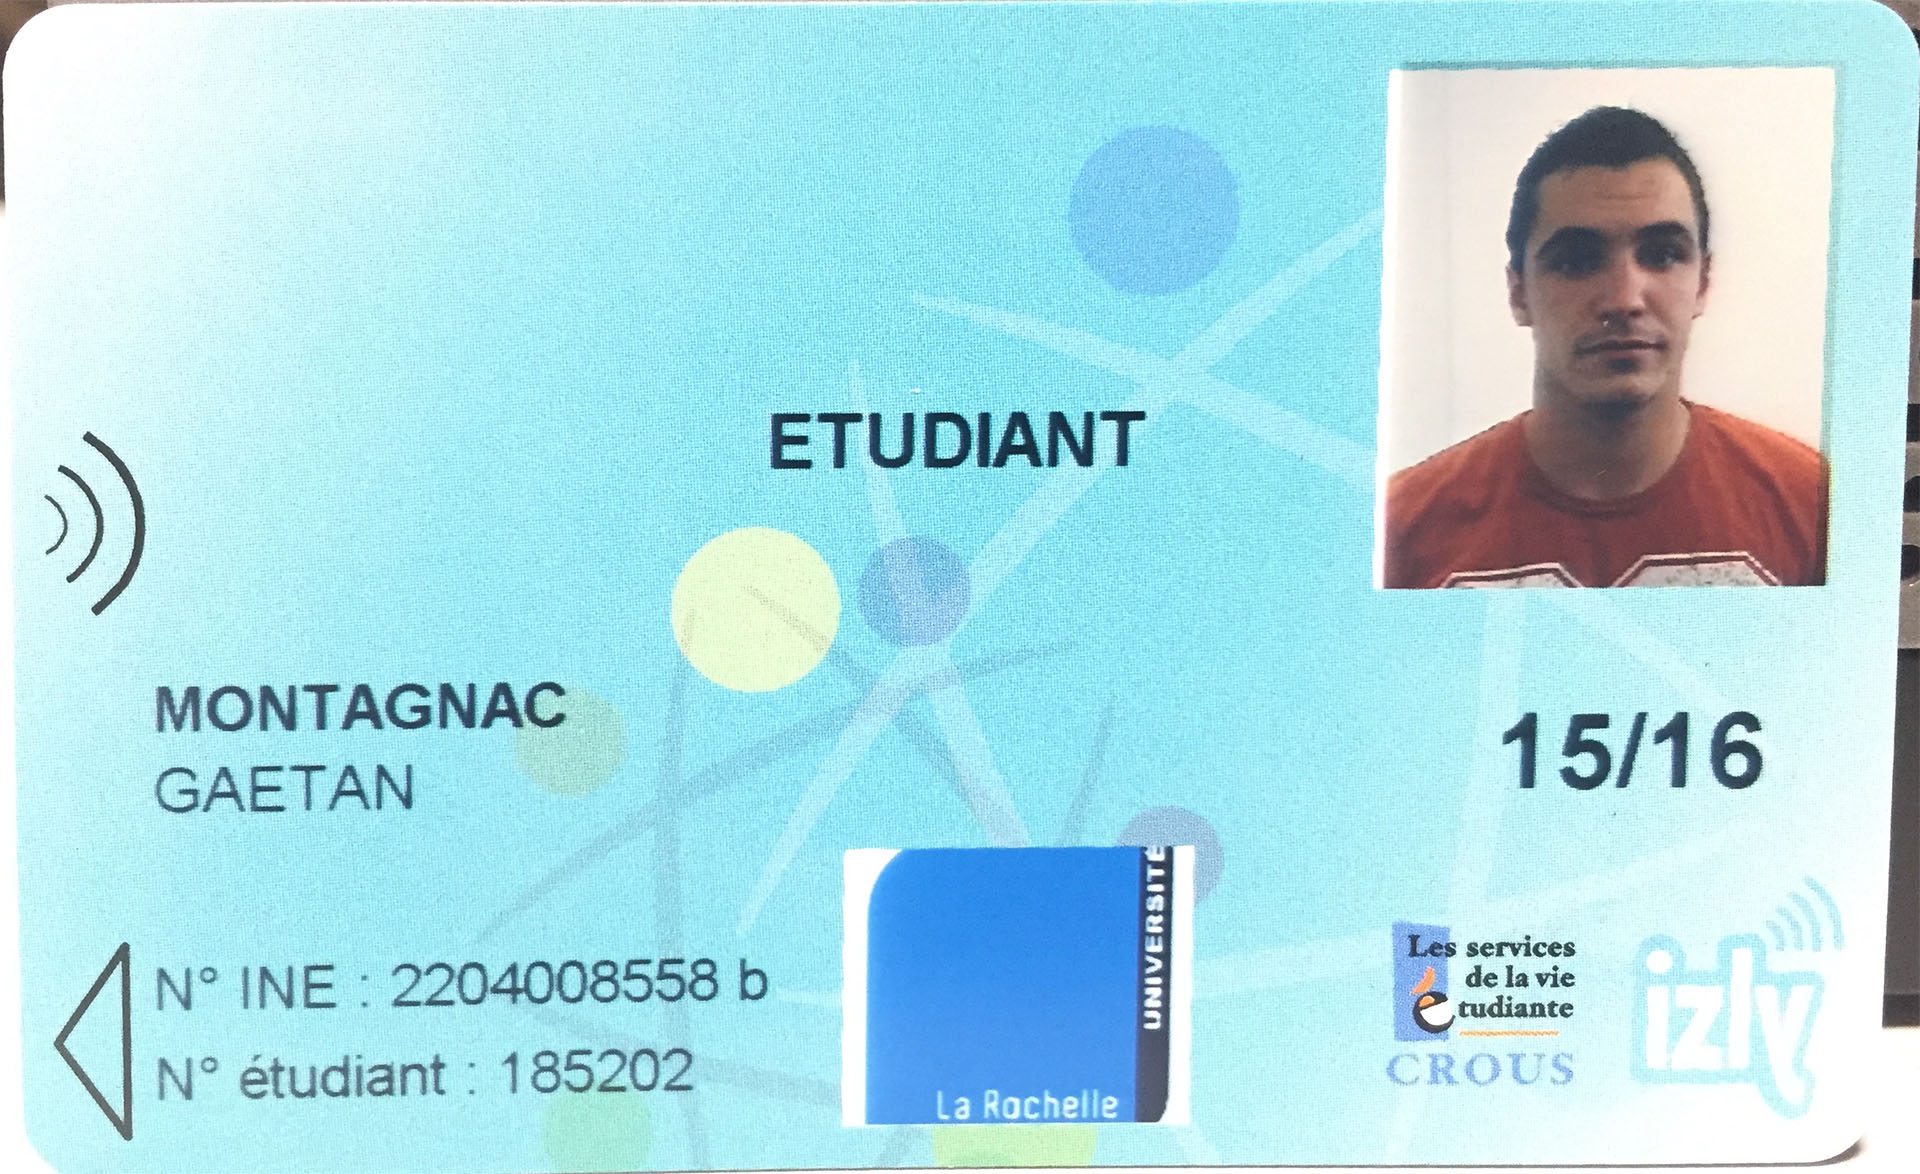 ETUDIANT
MONTAGNAC
GAETAN
15/16
N° INE : 2204008558 b
N° étudiant : 185202
UNIVERSITÉ
La Rochelle
Les services
de la vie
étudiante
CROUS
izly